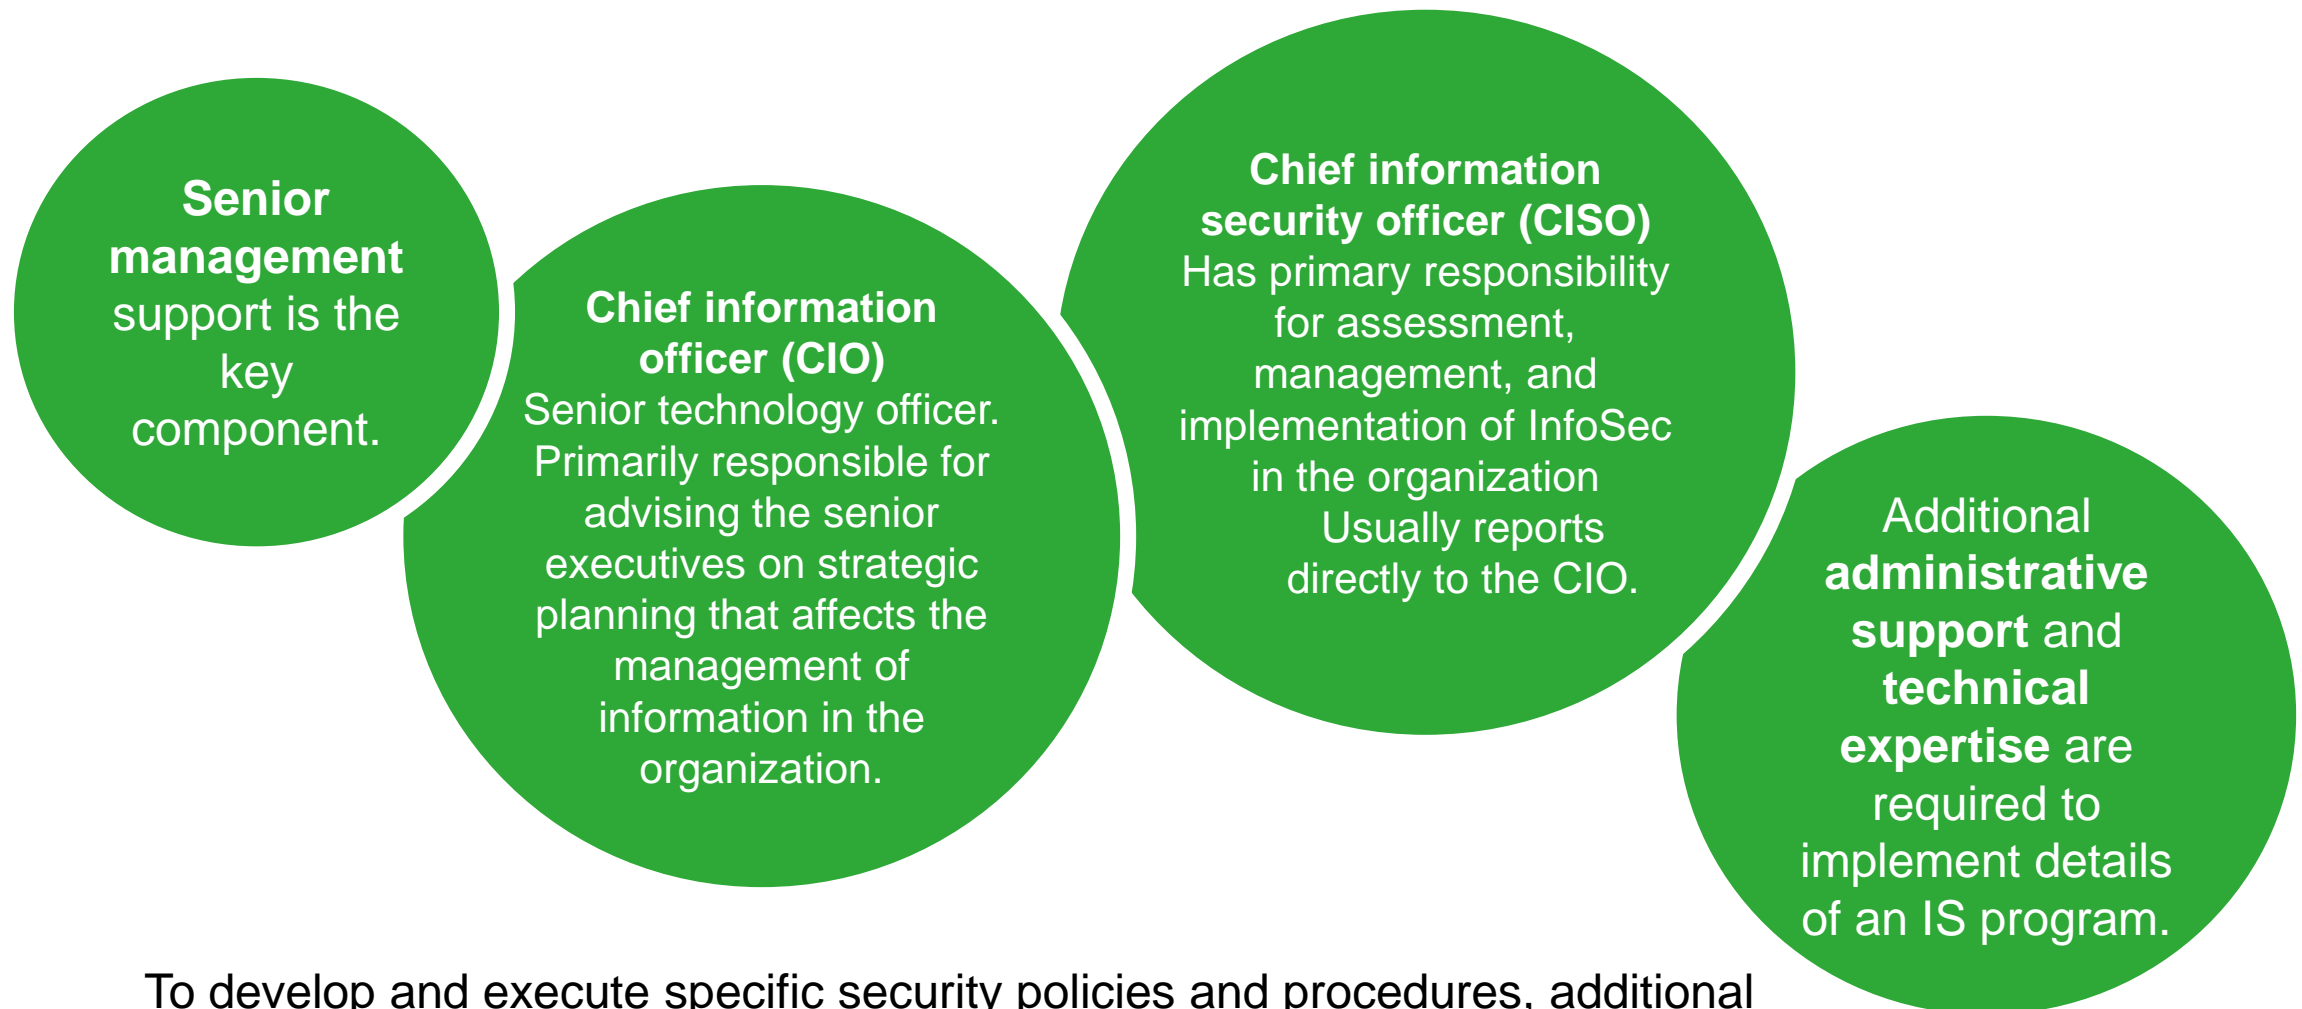 Senior
management
support is the
key
component.
Chief information
officer (CIO)
Senior technology officer.
Primarily responsible for
advising the senior
executives on strategic
planning that affects the
management of
information in the
organization.
Chief information
security officer (CISO)
Has primary responsibility
for assessment,
management, and
implementation of InfoSec
in the organization
Usually reports
directly to the CIO.
Additional
administrative
support and
technical
expertise are
required to
implement details
of an IS program.
To develop and execute specific security policies and procedures, additional